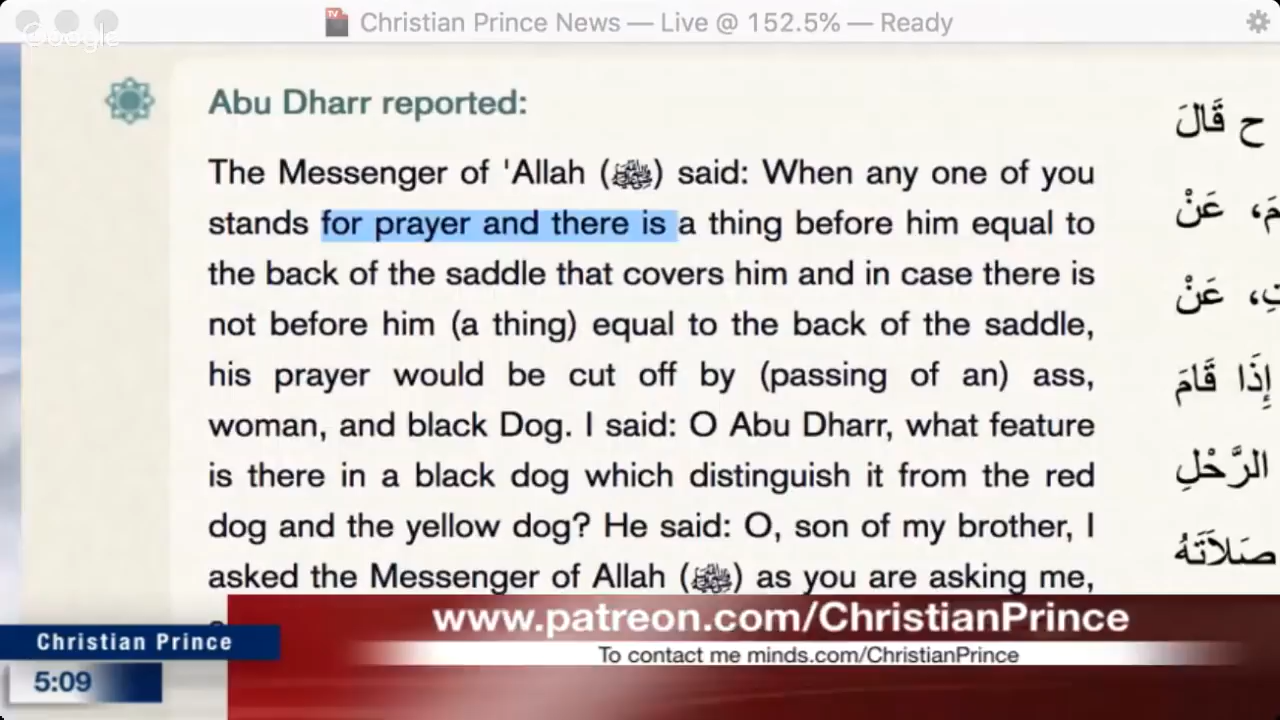 Christian Prince News — Live @ 152.5% — Ready
Google
Abu Dharr reported:
The Messenger of 'Allah (ﷺ) said: When any one of you
stands for prayer and there is a thing before him equal to
the back of the saddle that covers him and in case there is
not before him (a thing) equal to the back of the saddle,
his prayer would be cut off by (passing of an) ass,
woman, and black Dog. I said: O Abu Dharr, what feature
is there in a black dog which distinguish it from the red
dog and the yellow dog? He said: O, son of my brother, I
asked the Messenger of Allah (ﷺ) as you are asking me,
ح قَالَ
عَنْ
عَنْ
إِذَا قَامَ
الرَّحْلِ
صَلاَتَهُ
www.patreon.com/ChristianPrince
To contact me minds.com/ChristianPrince
Christian Prince
5:09